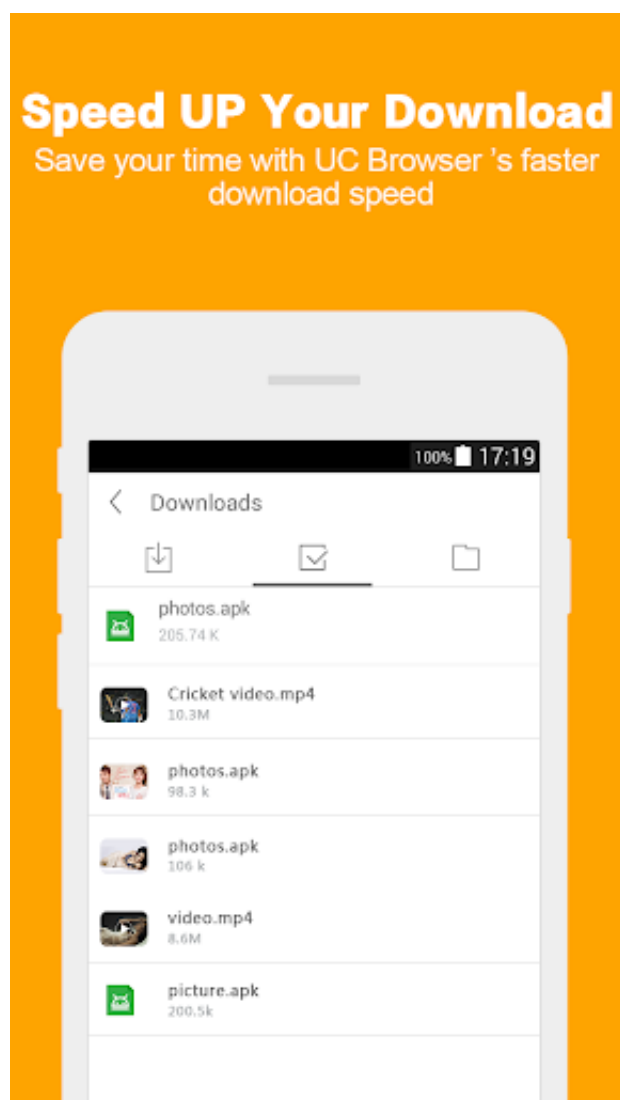 Speed UP Your Download
Save your time with UC Browser 's faster
download speed
100% 17:19
Downloads
photos.apk
205.74 K
Cricket video.mp4
10.3M
photos.apk
98.3 k
photos.apk
106 k
video.mp4
8.6M
picture.apk
200.5k